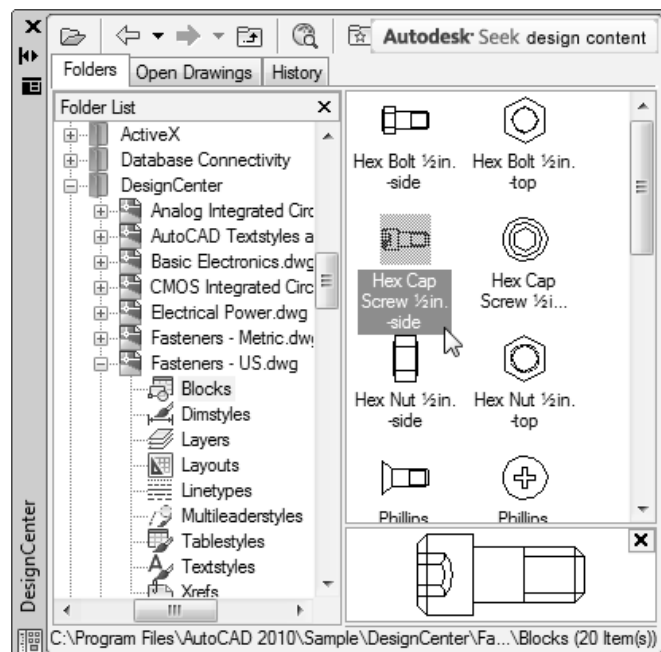 Autodesk Seek design content
Folders Open Drawings History
Folder List
ActiveX
Database Connectivity
DesignCenter
Analog Integrated Circ
AutoCAD Textstyles a
Basic Electronics.dwg
CMOS Integrated Circ
Electrical Power.dwg
Fasteners - Metric.dw
Fasteners - US.dwg
Blocks
Dimstyles
Layers
Layouts
Linetypes
Multileaderstyles
Tablestyles
Textstyles
Xrefs
Hex Bolt ½in.
-side
Hex Bolt ½in.
-top
Hex Cap
Screw ½in.
-side
Hex Cap
Screw ½i...
Hex Nut ½in.
-side
Hex Nut ½in.
-top
Phillips
Phillips
DesignCenter
C:\Program Files\AutoCAD 2010\Sample\DesignCenter\Fa...\Blocks (20 Item(s))